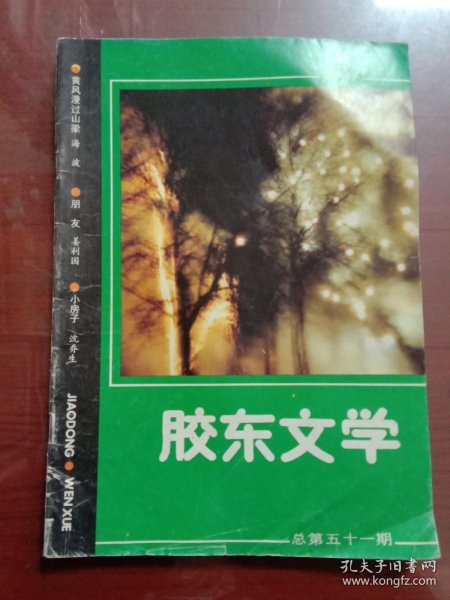 黄风漫过山梁 海波
朋友 姜利国
小房子 沈乔生
JIAODONG WENXUE
胶东文学
总第五十一期
孔夫子旧书网
www.kongfz.com